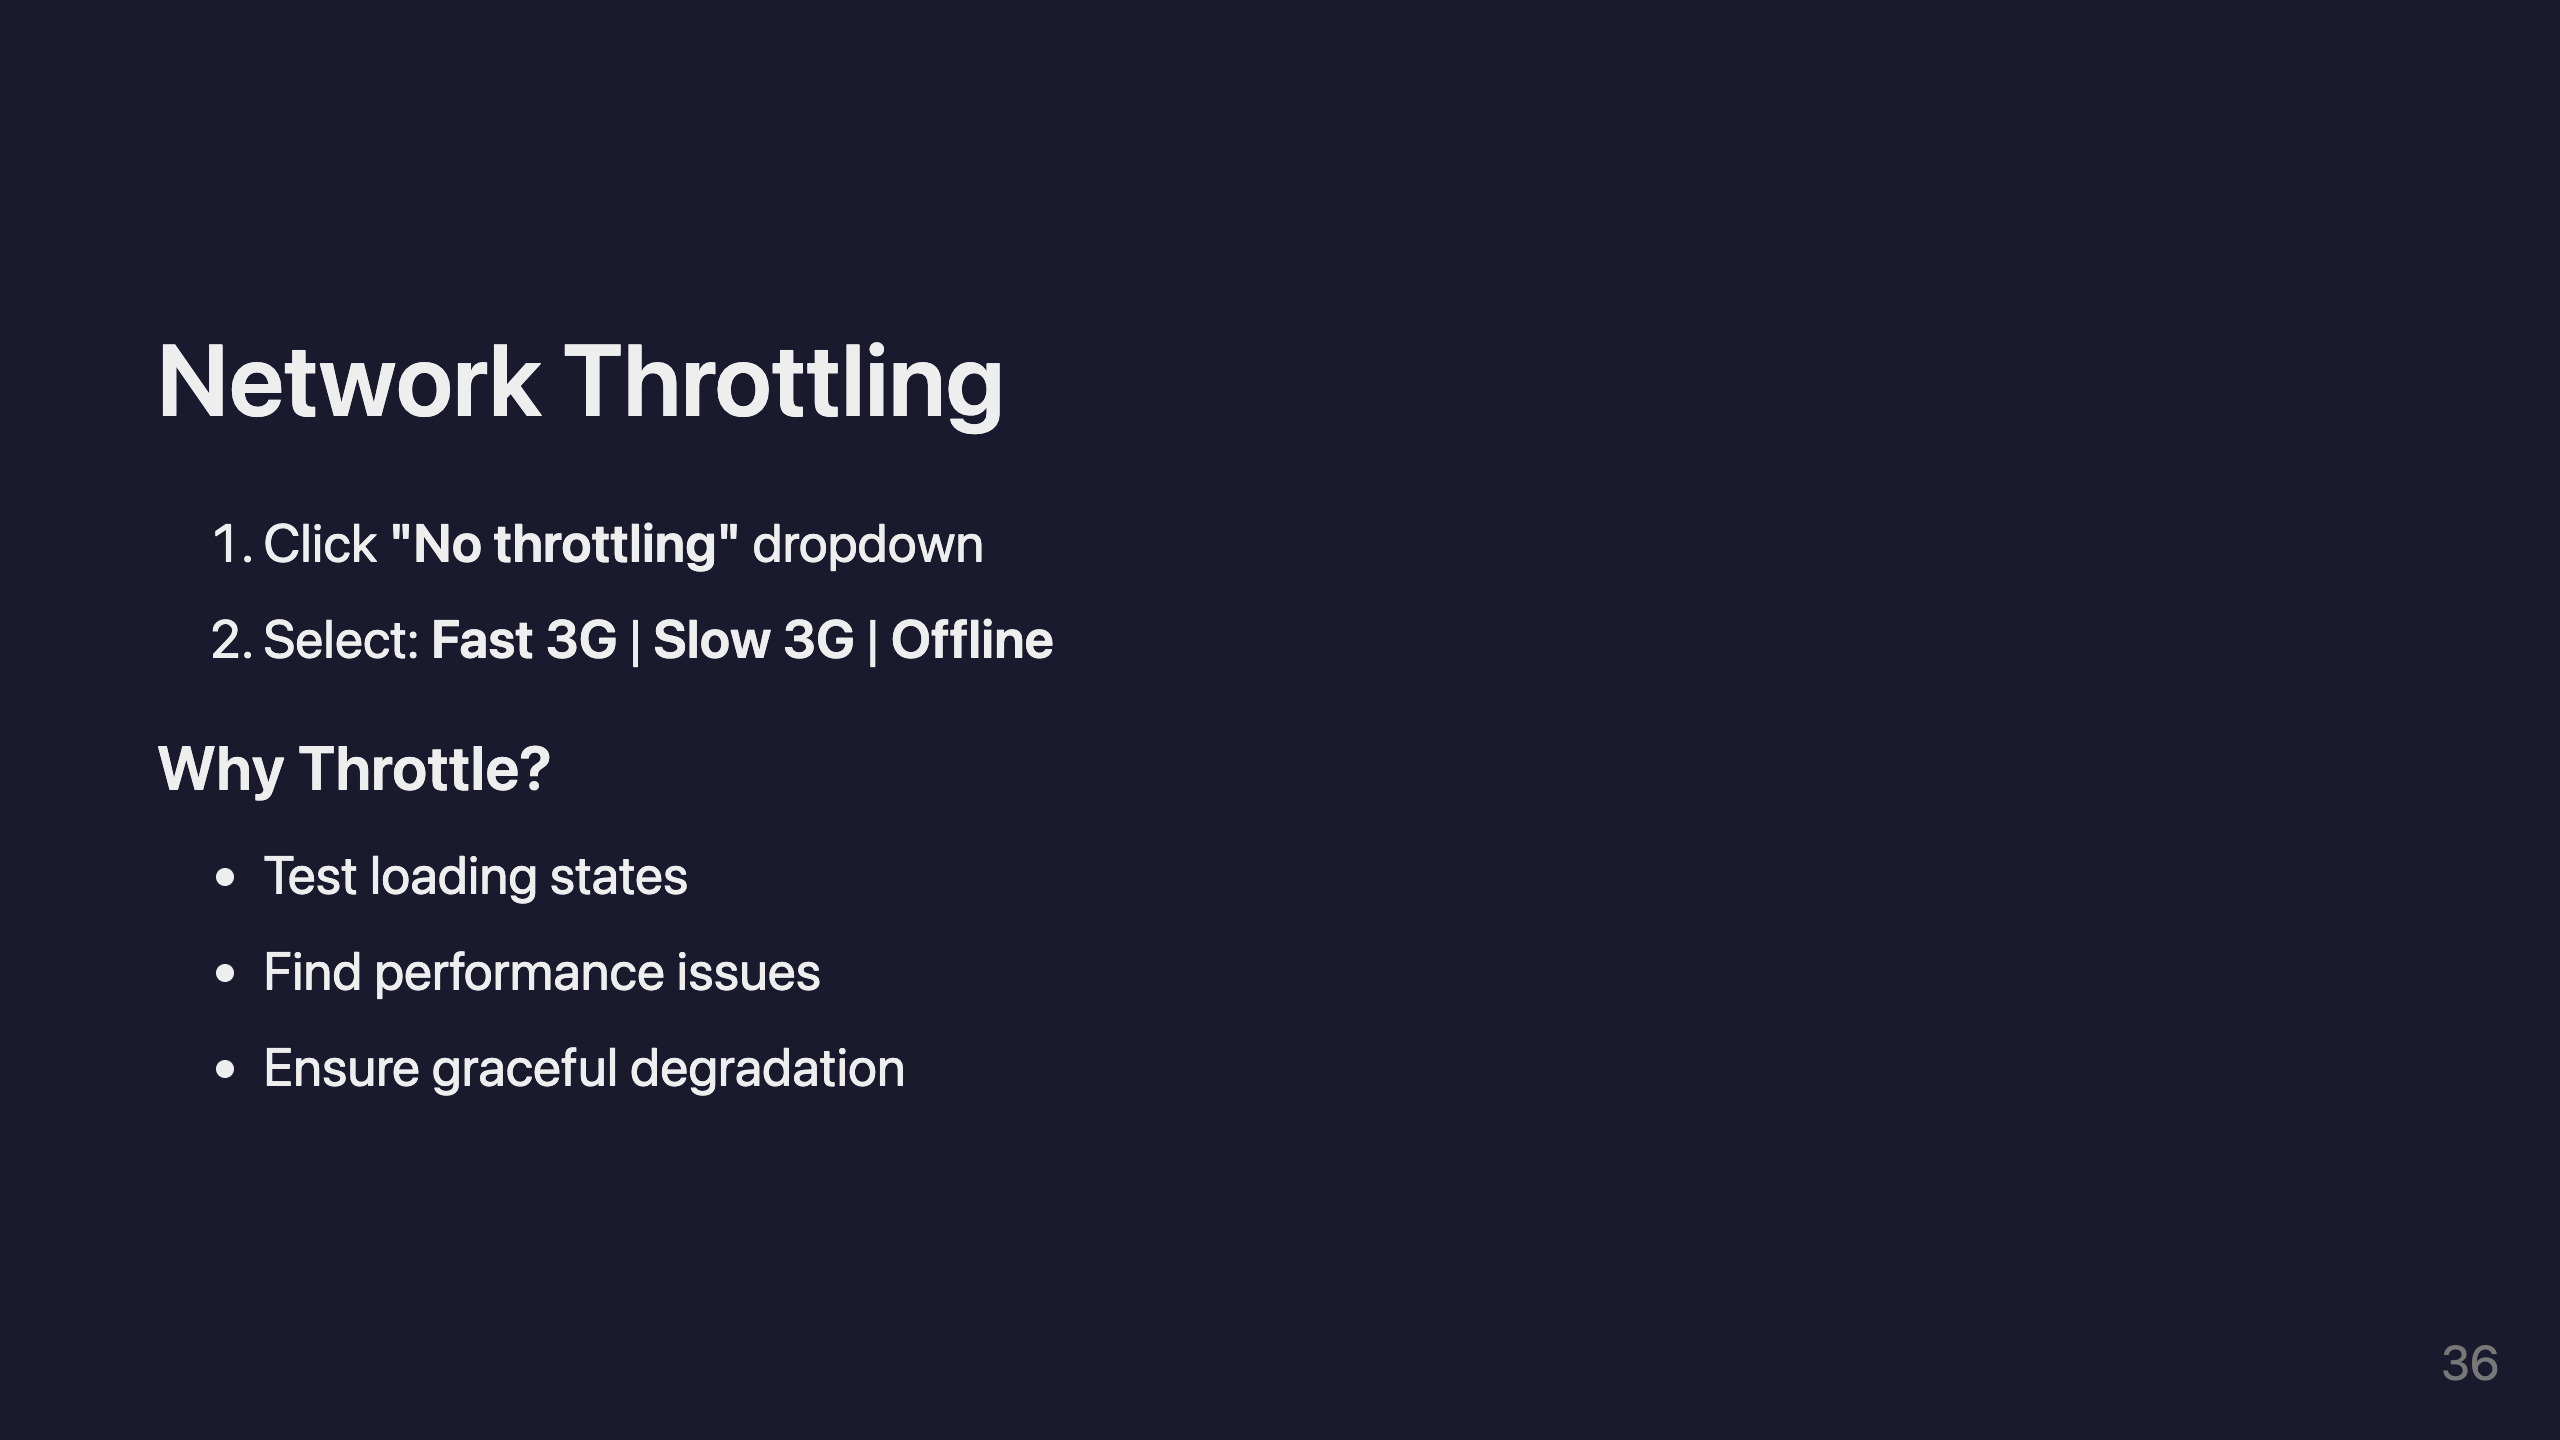 Network Throttling
1. Click "No throttling" dropdown
2. Select: Fast 3G | Slow 3G | Offline
Why Throttle?
• Test loading states
• Find performance issues
• Ensure graceful degradation
36